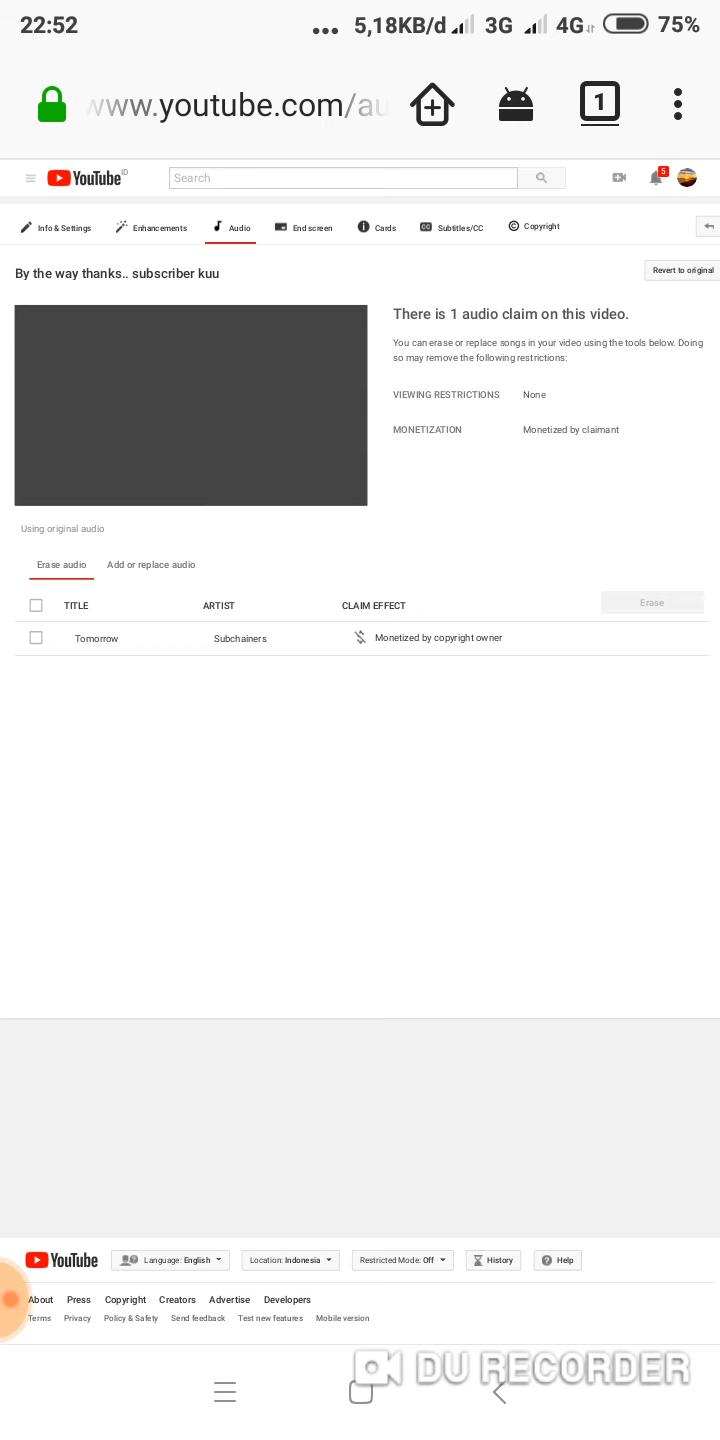 22:52 ... 5,18KB/d 3G 4G 75%
www.youtube.com/au 1
YouTube ID Search 5
Info & Settings Enhancements Audio End screen Cards CC Subtitles/CC Copyright
By the way thanks.. subscriber kuu Revert to original
There is 1 audio claim on this video.
You can erase or replace songs in your video using the tools below. Doing
so may remove the following restrictions:
VIEWING RESTRICTIONS None
MONETIZATION Monetized by claimant
Using original audio
Erase audio Add or replace audio
TITLE ARTIST CLAIM EFFECT Erase
Tomorrow Subchainers Monetized by copyright owner
YouTube Language: English Location: Indonesia Restricted Mode: Off History Help
About Press Copyright Creators Advertise Developers
Terms Privacy Policy & Safety Send feedback Test new features Mobile version
DU RECORDER